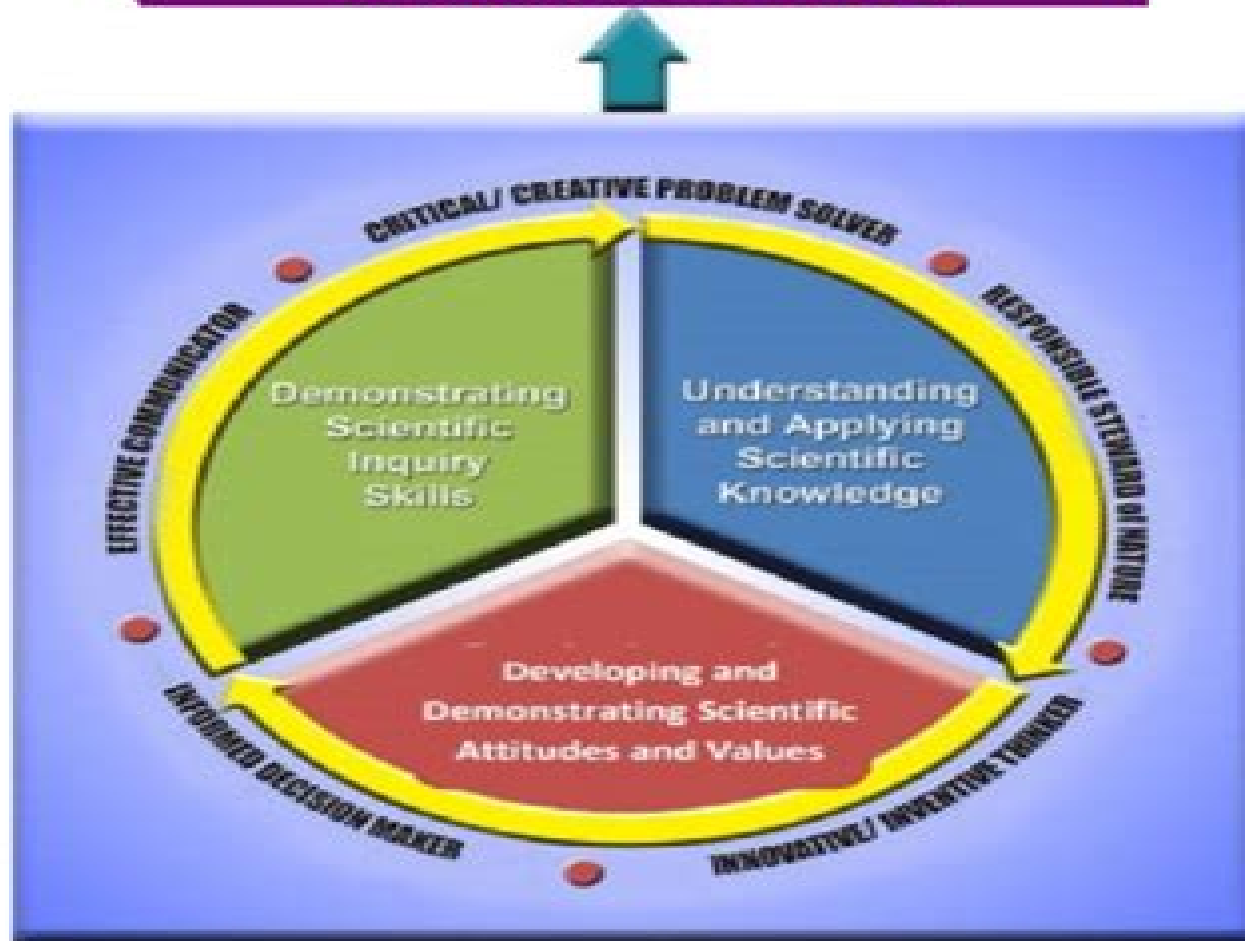 CRITICAL/ CREATIVE PROBLEM SOLVER
RESPONSIBLE STEWARD of NATURE
INNOVATIVE/ INVENTIVE THINKER
INFORMED DECISION MAKER
EFFECTIVE COMMUNICATOR
Demonstrating
Scientific
Inquiry
Skills
Understanding
and Applying
Scientific
Knowledge
Developing and
Demonstrating Scientific
Attitudes and Values